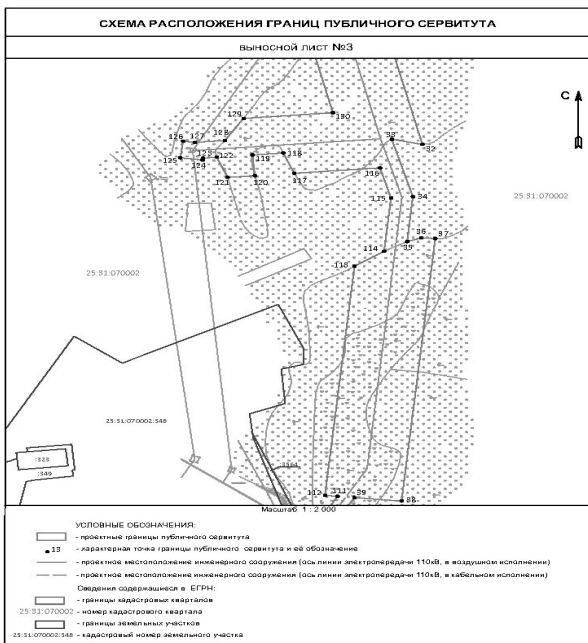 СХЕМА РАСПОЛОЖЕНИЯ ГРАНИЦ ПУБЛИЧНОГО СЕРВИТУТА
выносной лист №3
С
130
129
126 127 128
33
32
125 124 123 122 119 118
121 120 117
116
115 34
25:31:070002
36 37
35
114
113
25:31:070002
25:31:070002:548
:323
:349
112 111 39 38
Масштаб 1 : 2 000
УСЛОВНЫЕ ОБОЗНАЧЕНИЯ:
- проектные границы публичного сервитута
13 - характерная точка границы публичного сервитута и её обозначение
- проектное местоположение инженерного сооружения (ось линии электропередачи 110кВ, в воздушном исполнении)
- проектное местоположение инженерного сооружения (ось линии электропередачи 110кВ, в кабельном исполнении)
Сведения содержащиеся в ЕГРН:
- границы кадастровых кварталов
25:31:070002 - номер кадастрового квартала
- границы земельных участков
25:31:070002:548 - кадастровый номер земельного участка